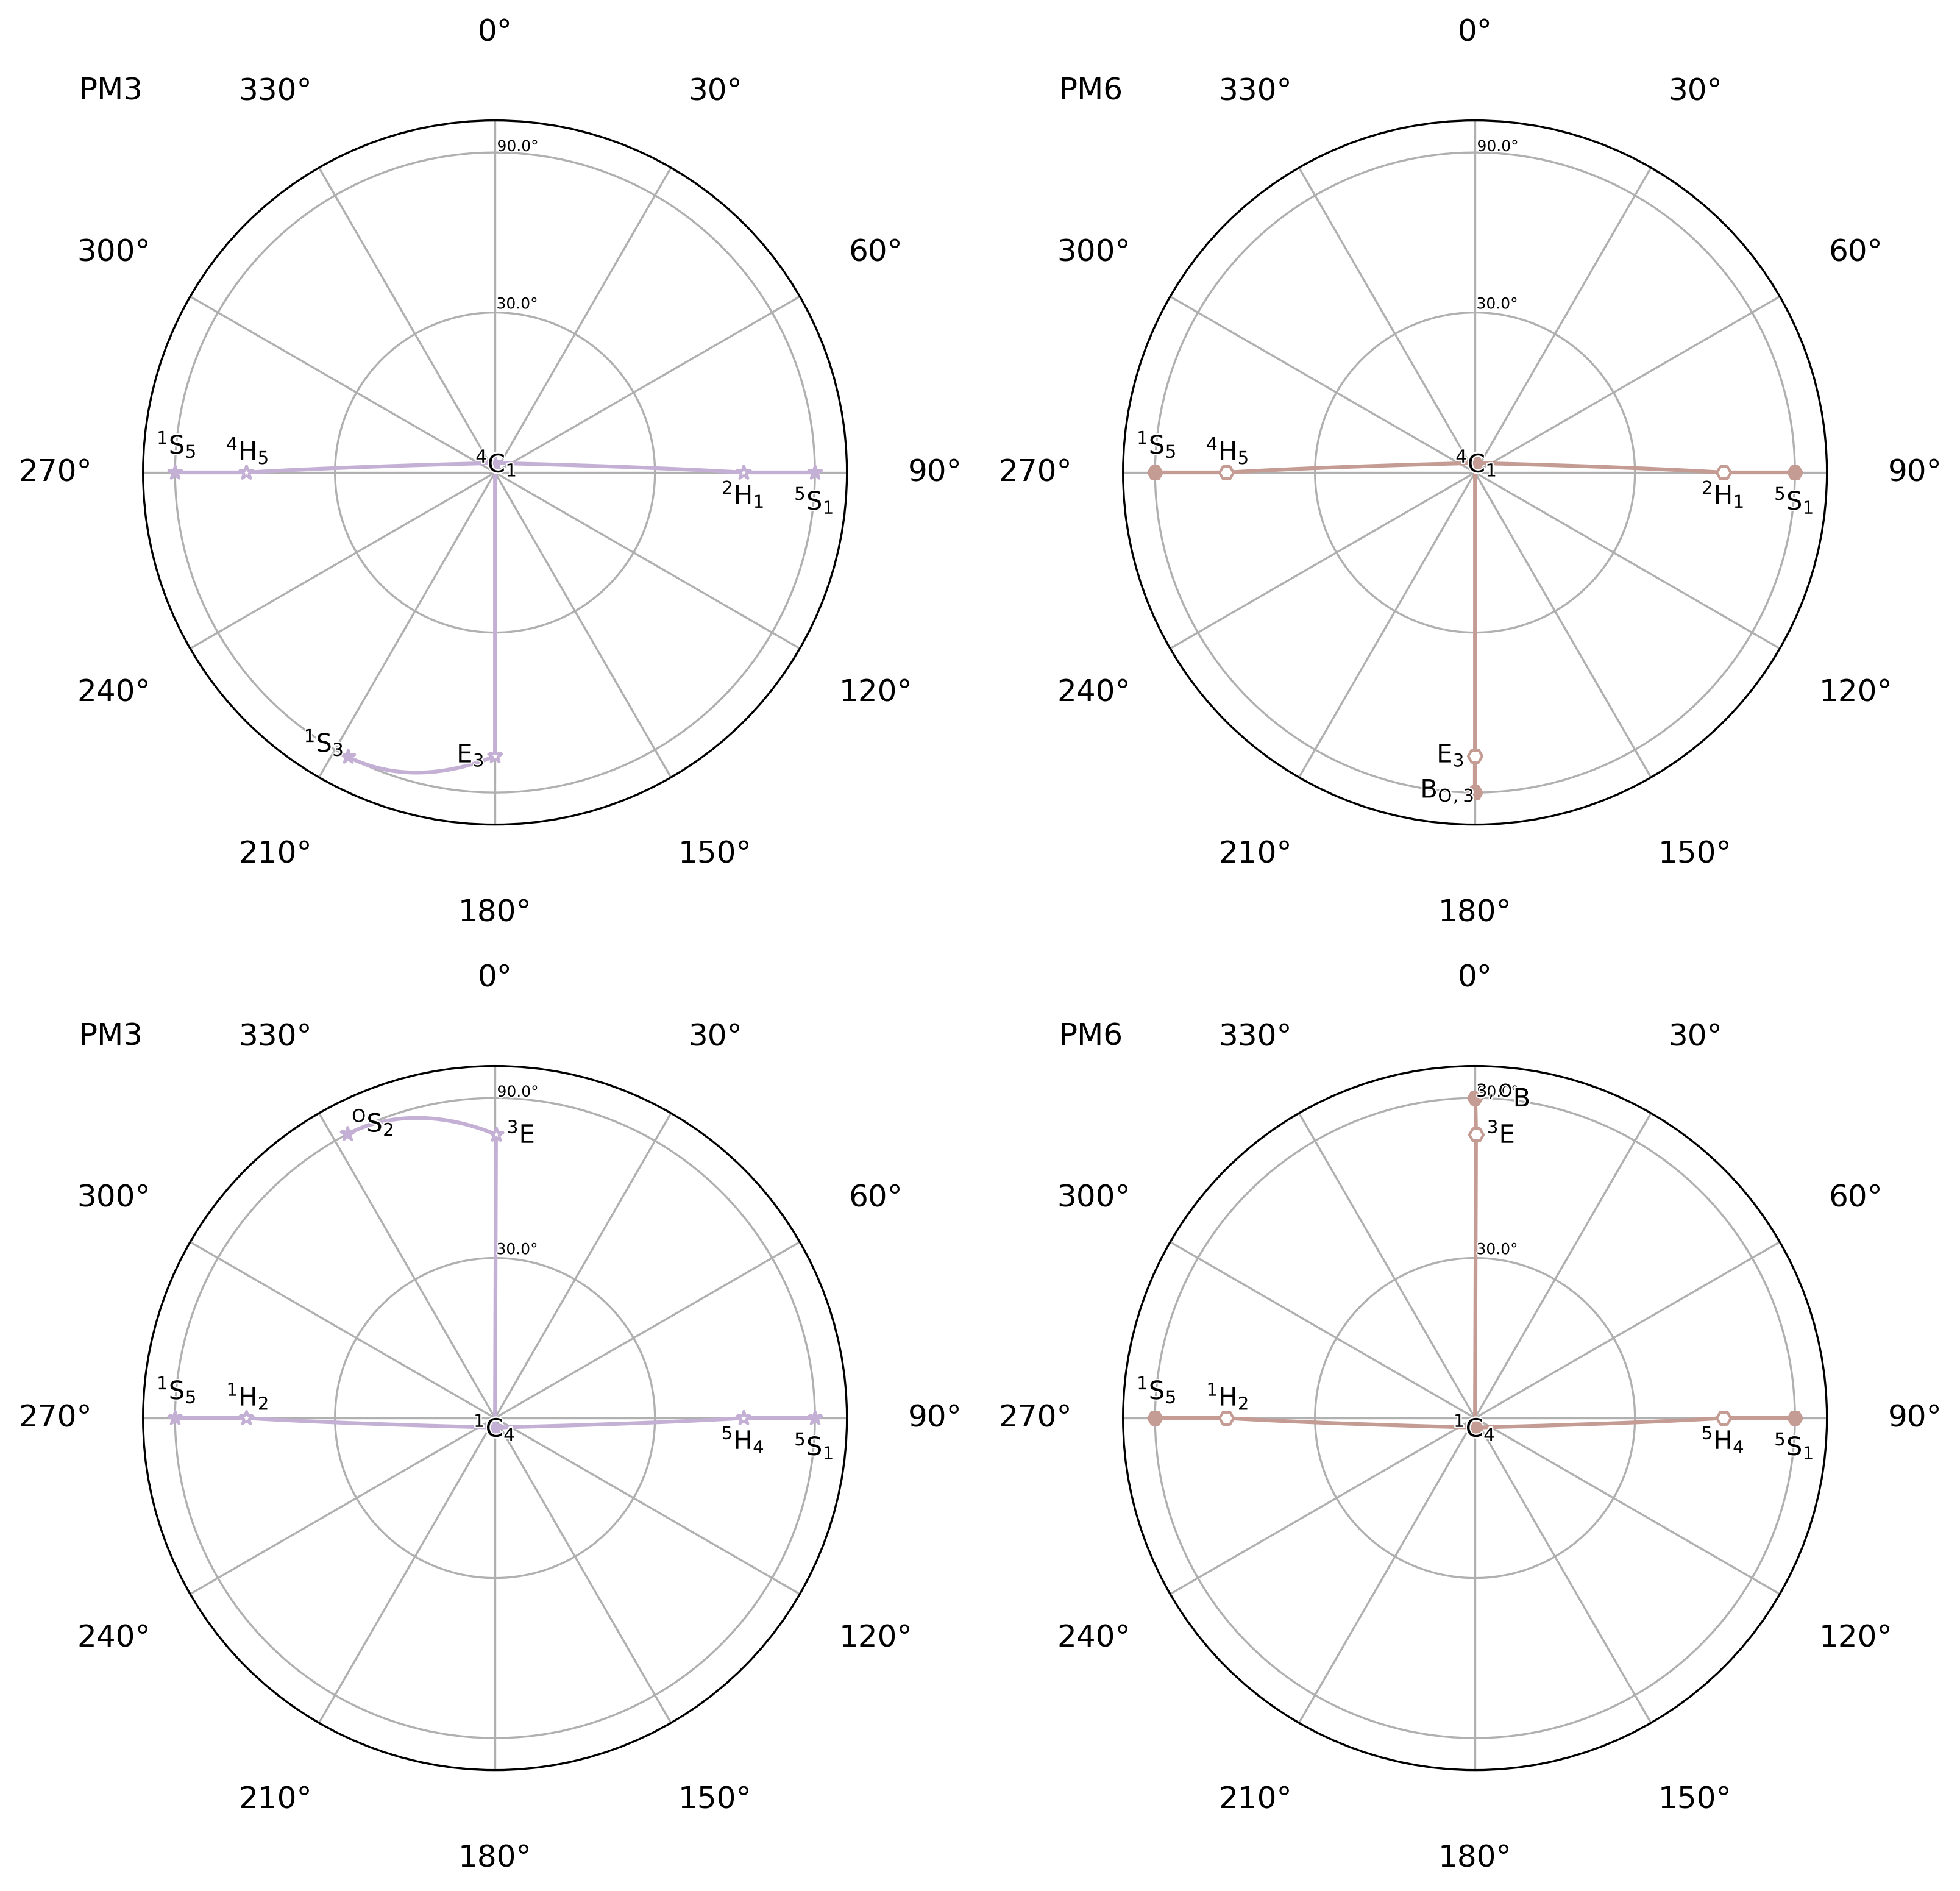 0° 0°
PM3 330° 30° PM6 330° 30°
90.0° 90.0°
300° 60° 300° 60°
30.0° 30.0°
270° ¹S₅ ⁴H₅ ⁴C₁ ²H₁ ⁵S₁ 90° 270° ¹S₅ ⁴H₅ ⁴C₁ ²H₁ ⁵S₁ 90°
240° 120° 240° 120°
¹S₃ E₃ E₃
B_{O, 3}
210° 150° 210° 150°
180° 180°
0° 0°
PM3 330° 30° PM6 330° 30°
90.0° ^{3, O}B
^{O}S₂ ³E ³E
300° 60° 300° 60°
30.0° 30.0°
270° ¹S₅ ¹H₂ ¹C₄ ⁵H₄ ⁵S₁ 90° 270° ¹S₅ ¹H₂ ¹C₄ ⁵H₄ ⁵S₁ 90°
240° 120° 240° 120°
210° 150° 210° 150°
180° 180°